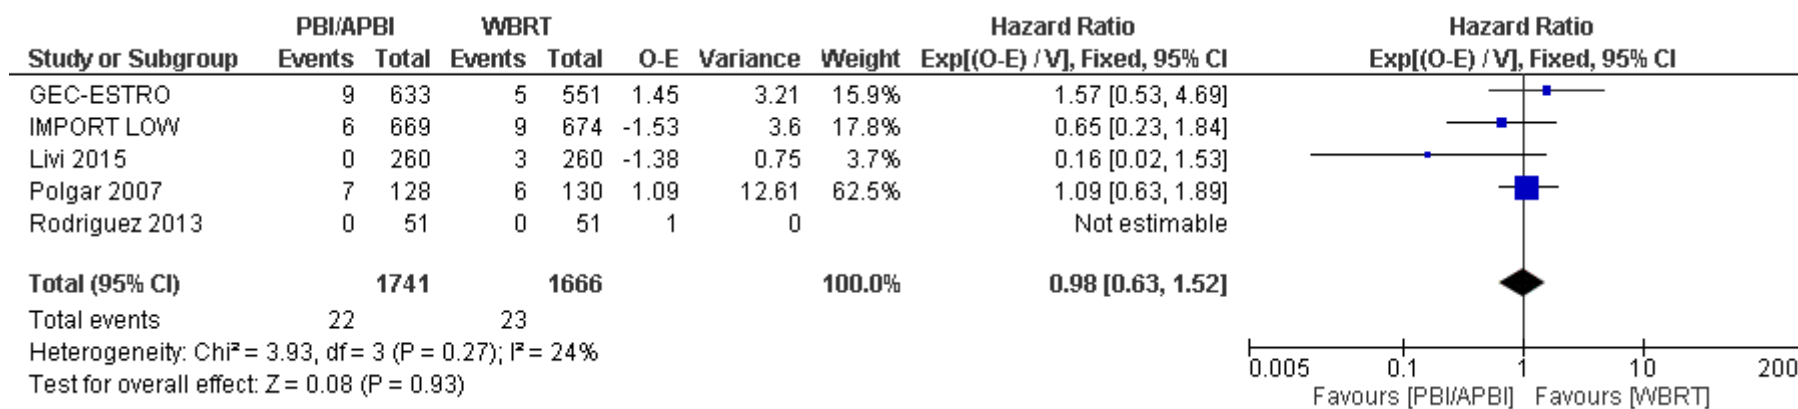 PBI/APBI WBRT Hazard Ratio Hazard Ratio
Study or Subgroup Events Total Events Total O-E Variance Weight Exp[(O-E) / V], Fixed, 95% CI Exp[(O-E) / V], Fixed, 95% CI
GEC-ESTRO 9 633 5 551 1.45 3.21 15.9% 1.57 [0.53, 4.69]
IMPORT LOW 6 669 9 674 -1.53 3.6 17.8% 0.65 [0.23, 1.84]
Livi 2015 0 260 3 260 -1.38 0.75 3.7% 0.16 [0.02, 1.53]
Polgar 2007 7 128 6 130 1.09 12.61 62.5% 1.09 [0.63, 1.89]
Rodriguez 2013 0 51 0 51 1 0 Not estimable
Total (95% CI) 1741 1666 100.0% 0.98 [0.63, 1.52]
Total events 22 23
Heterogeneity: Chi² = 3.93, df = 3 (P = 0.27); I² = 24%
Test for overall effect: Z = 0.08 (P = 0.93)
0.005 0.1 1 10 200
Favours [PBI/APBI] Favours [WBRT]